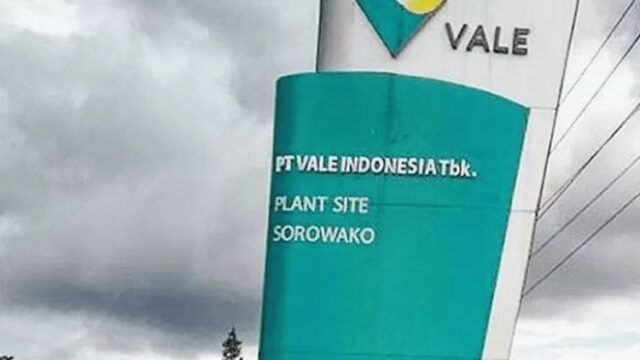 VALE
PT VALE INDONESIA Tbk.
PLANT SITE
SOROWAKO